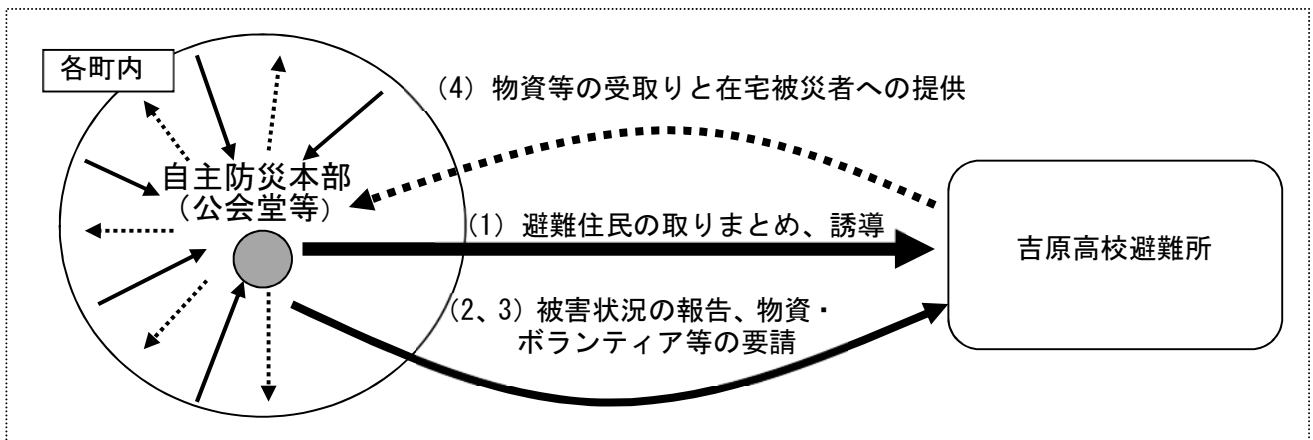 各町内
(4) 物資等の受取りと在宅被災者への提供
自主防災本部
(公会堂等)
(1) 避難住民の取りまとめ、誘導
吉原高校避難所
(2、3) 被害状況の報告、物資・
ボランティア等の要請